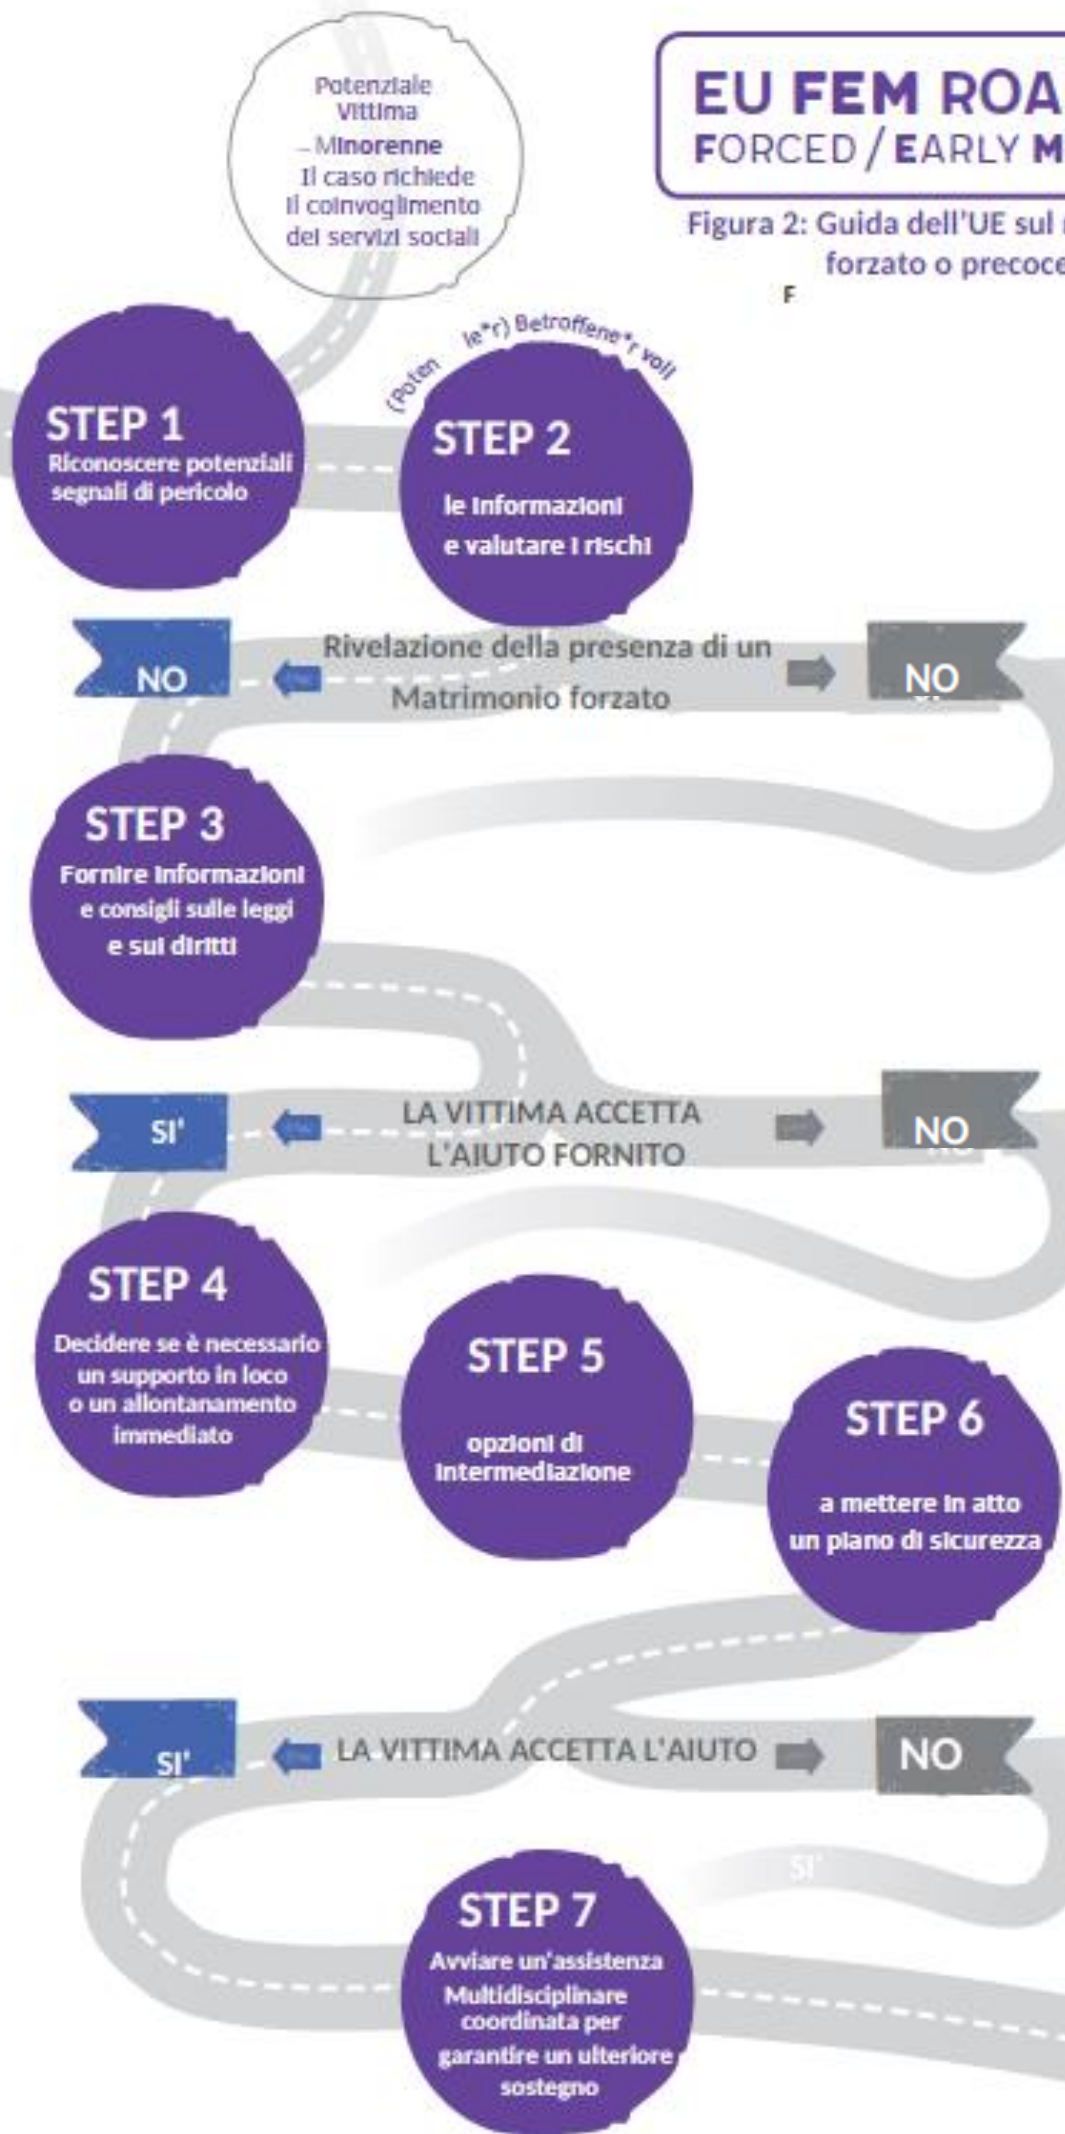 Potenziale
Vittima
– Minorenne
Il caso richiede
Il coinvoglimento
dei servizi sociali
EU FEM ROA
FORCED / EARLY M
Figura 2: Guida dell'UE sul
forzato o precoce
F
STEP 1
Riconoscere potenziali
segnali di pericolo
(Poten le*r) Betroffene*r voll
STEP 2
le informazioni
e valutare i rischi
NO
Rivelazione della presenza di un
Matrimonio forzato
NO
STEP 3
Fornire informazioni
e consigli sulle leggi
e sui diritti
SI'
LA VITTIMA ACCETTA
L'AIUTO FORNITO
NO
STEP 4
Decidere se è necessario
un supporto in loco
o un allontanamento
immediato
STEP 5
opzioni di
intermediazione
STEP 6
a mettere in atto
un piano di sicurezza
SI'
LA VITTIMA ACCETTA L'AIUTO
NO
SI'
STEP 7
Avviare un'assistenza
Multidisciplinare
coordinata per
garantire un ulteriore
sostegno